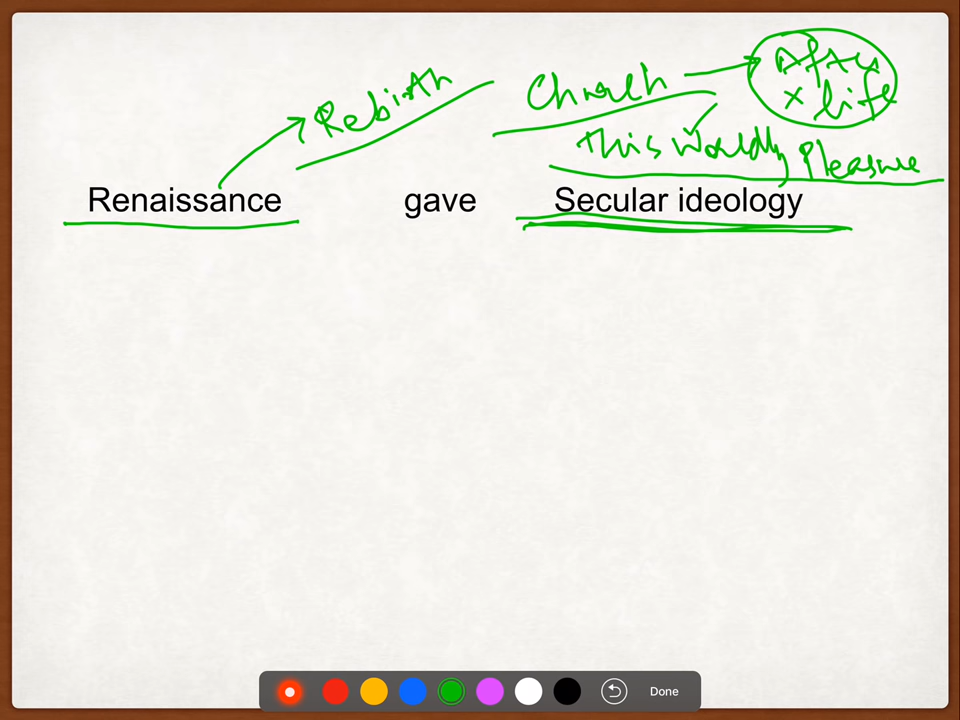 Rebirth Church → After
× life
This Worldly Pleasure
Renaissance gave Secular ideology
Done